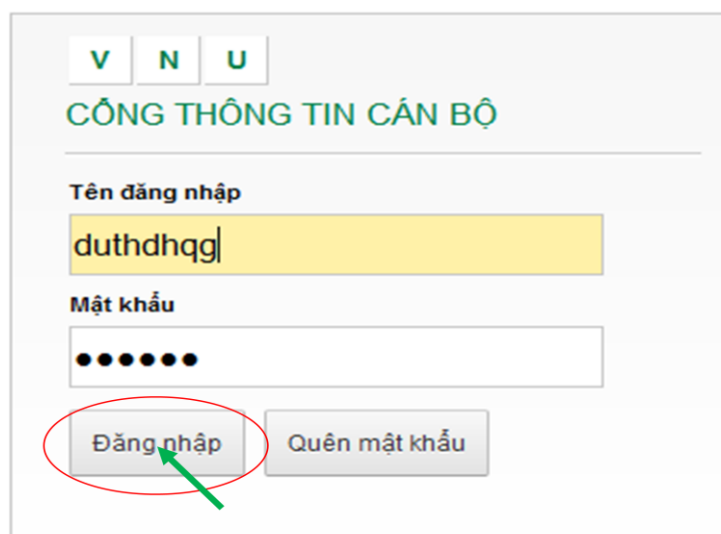 V N U
CỔNG THÔNG TIN CÁN BỘ
Tên đăng nhập
duthdhqg
Mật khẩu
●●●●●●
Đăng nhập Quên mật khẩu